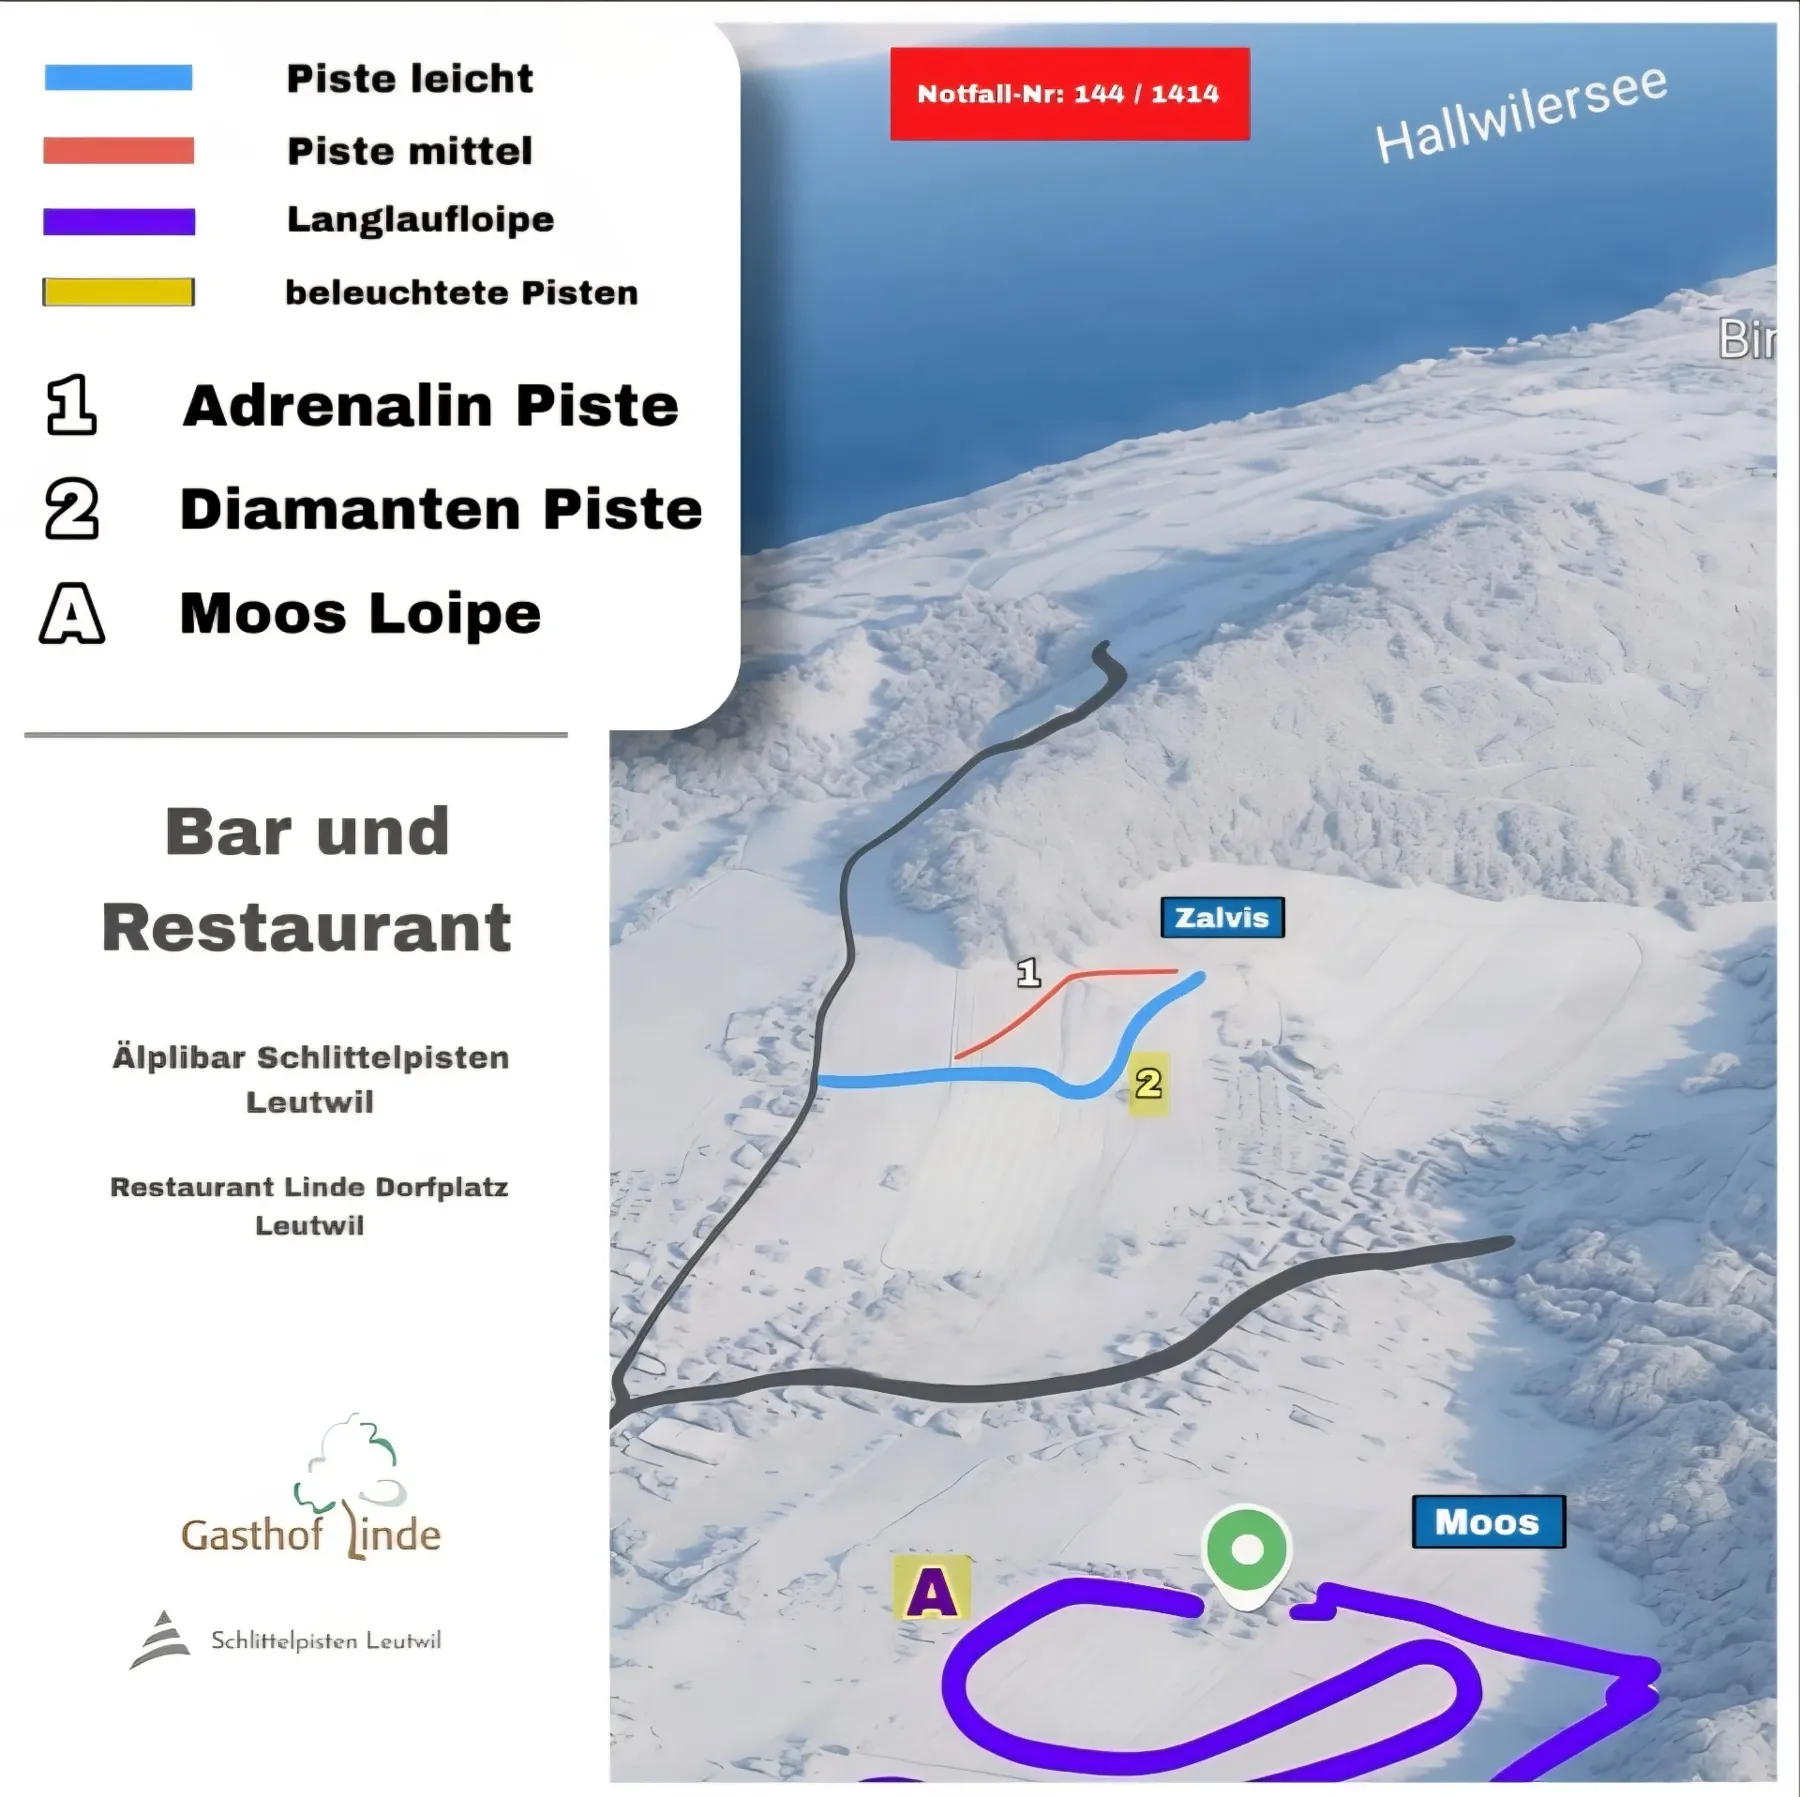 Piste leicht
Piste mittel
Langlaufloipe
beleuchtete Pisten
1 Adrenalin Piste
2 Diamanten Piste
A Moos Loipe
Bar und
Restaurant
Älplibar Schlittelpisten
Leutwil
Restaurant Linde Dorfplatz
Leutwil
Gasthof Linde
Schlittelpisten Leutwil
Notfall-Nr: 144 / 1414
Hallwilersee
Bir
Zalvis
1
2
Moos
A